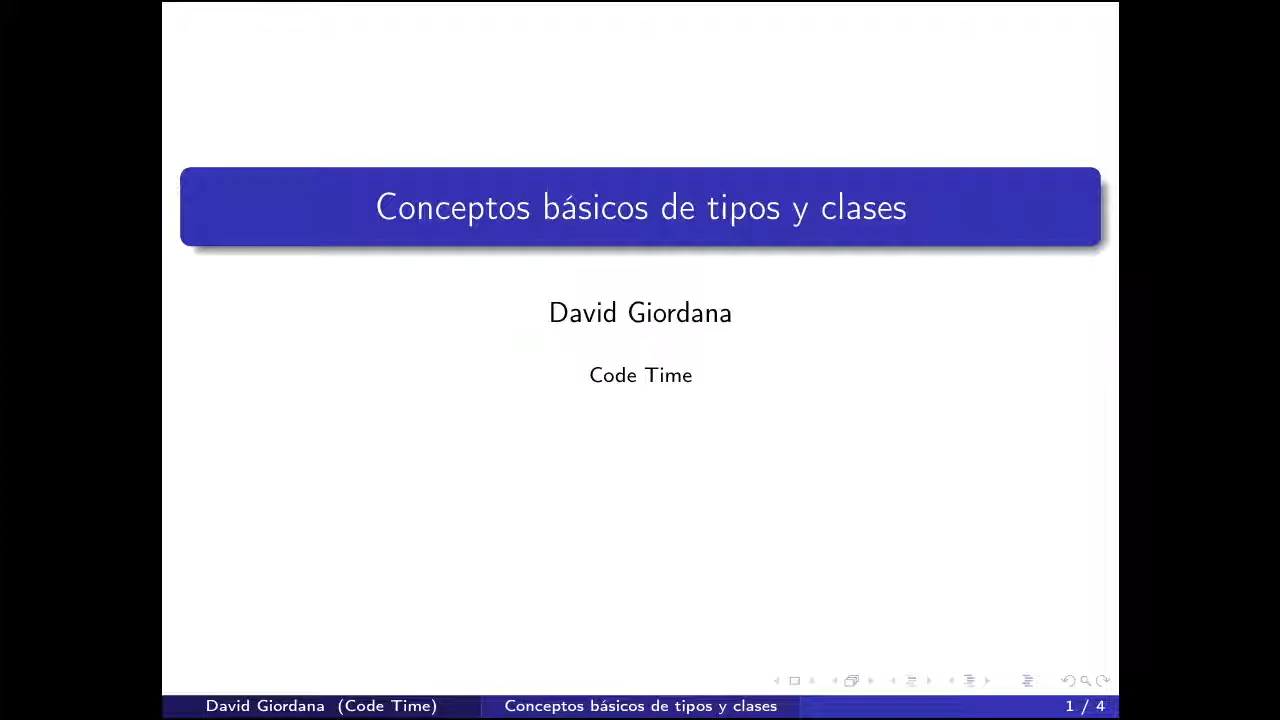 Conceptos básicos de tipos y clases
David Giordana
Code Time
David Giordana (Code Time) Conceptos básicos de tipos y clases 1 / 4